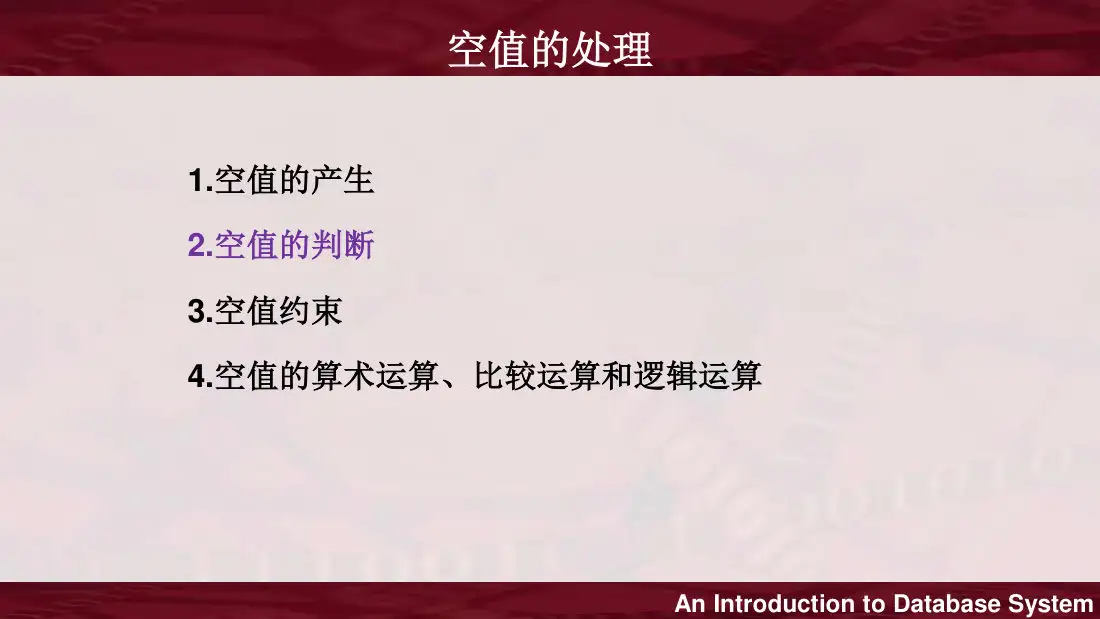 空值的处理
1.空值的产生
2.空值的判断
3.空值约束
4.空值的算术运算、比较运算和逻辑运算
An Introduction to Database System